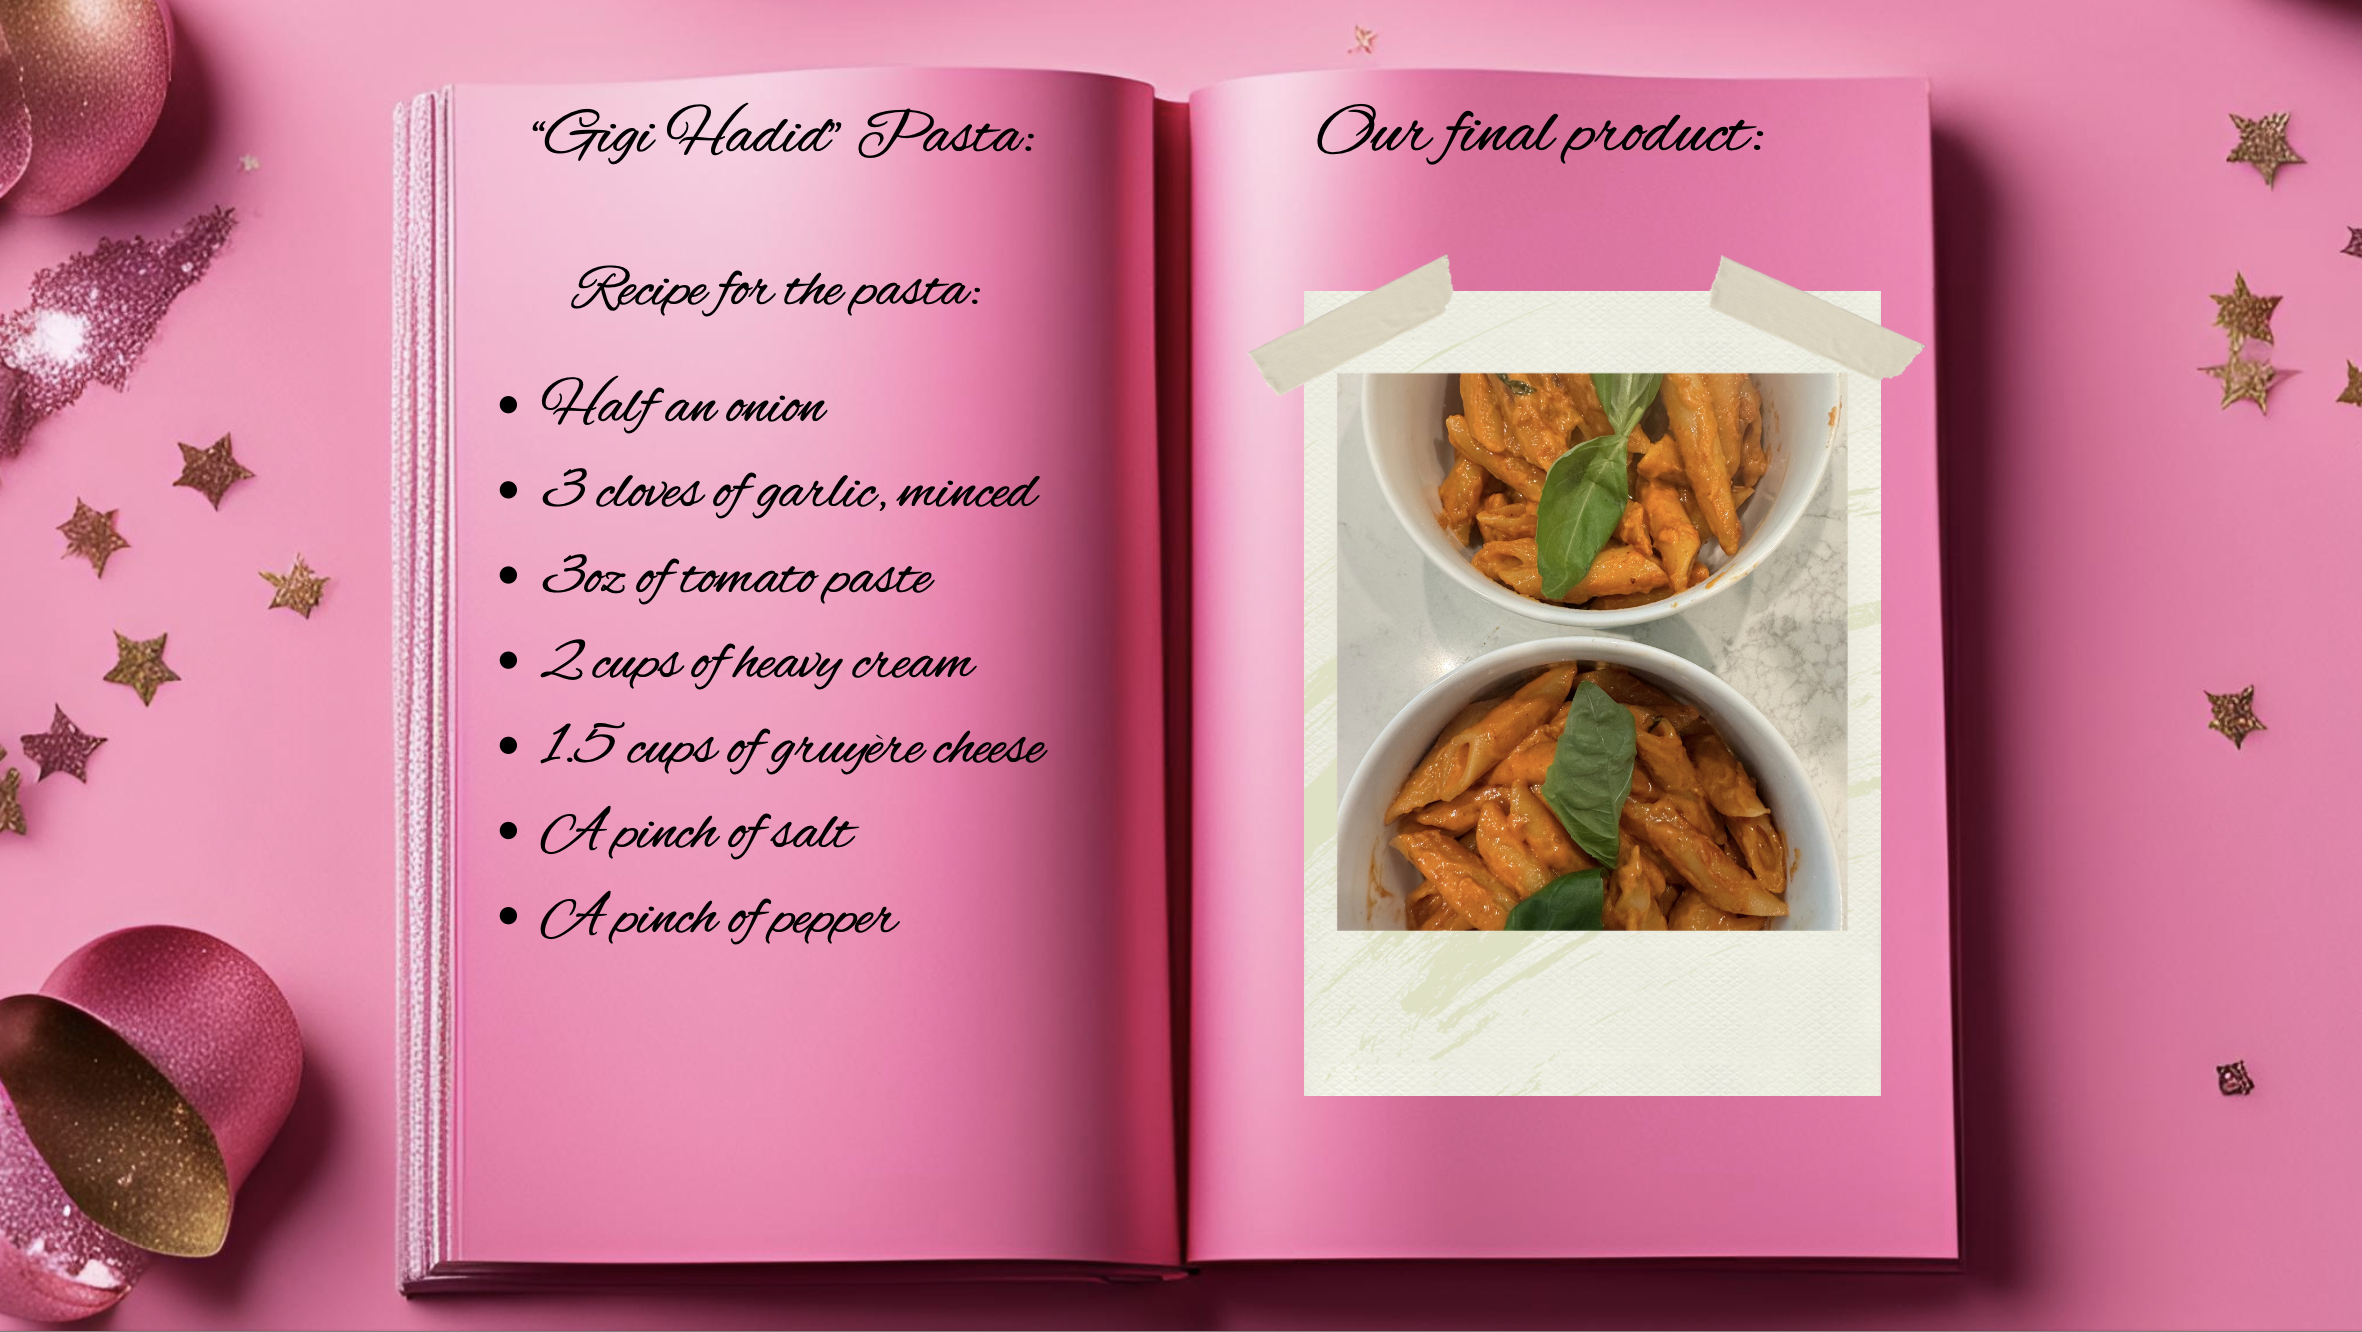 “Gigi Hadid” Pasta:
Recipe for the pasta:
• Half an onion
• 3 cloves of garlic, minced
• 3oz of tomato paste
• 2 cups of heavy cream
• 1.5 cups of gruyère cheese
• A pinch of salt
• A pinch of pepper
Our final product: